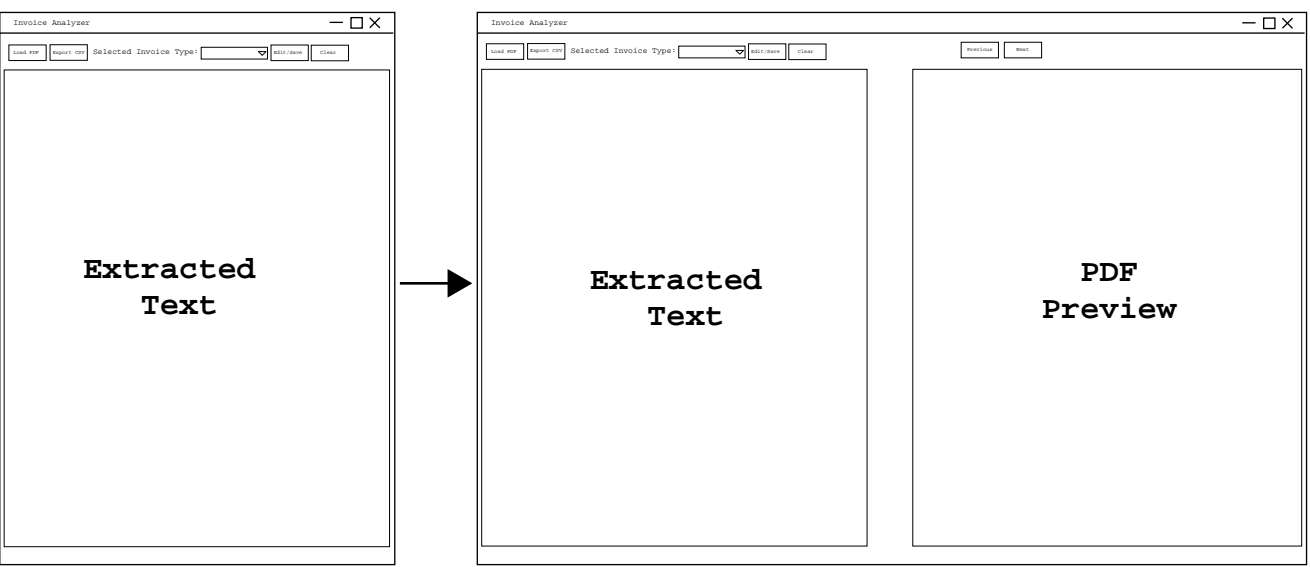 Invoice Analyzer
Load PDF Export CSV Selected Invoice Type: Edit/Save Clear
Extracted
Text
Invoice Analyzer
Load PDF Export CSV Selected Invoice Type: Edit/Save Clear
Previous Next
Extracted
Text
PDF
Preview